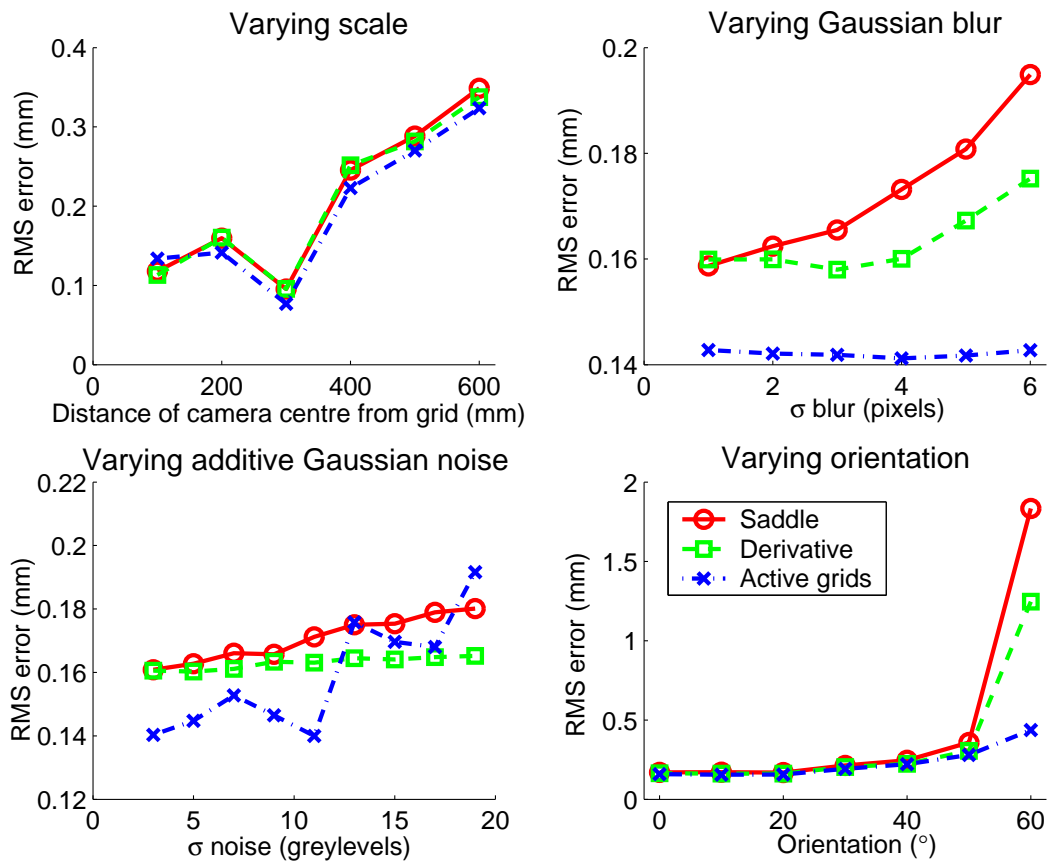 Varying scale
0.4
0.3
0.2
0.1
0
0
200
400
600
RMS error (mm)
Distance of camera centre from grid (mm)
Varying Gaussian blur
0.2
0.18
0.16
0.14
0
2
4
6
RMS error (mm)
σ blur (pixels)
Varying additive Gaussian noise
0.22
0.2
0.18
0.16
0.14
0.12
0
5
10
15
20
RMS error (mm)
σ noise (greylevels)
Varying orientation
2
1.5
1
0.5
0
0
20
40
60
RMS error (mm)
Orientation (°)
Saddle
Derivative
Active grids